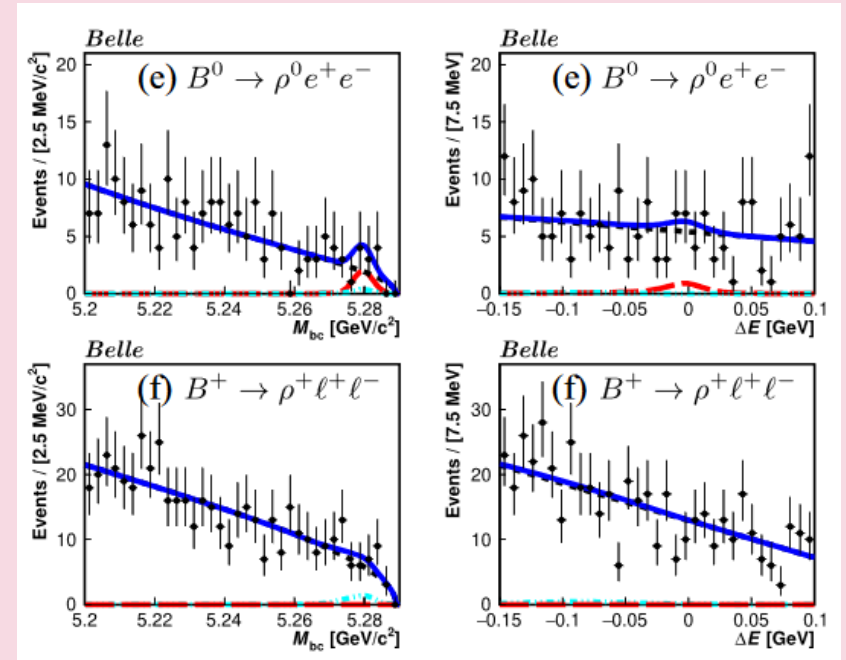 Belle
Events / [2.5 MeV/c²]
20
15
10
5
0
(e) B⁰ → ρ⁰e⁺e⁻
5.2 5.22 5.24 5.26 5.28
M_bc [GeV/c²]
Belle
Events / [7.5 MeV]
20
15
10
5
0
(e) B⁰ → ρ⁰e⁺e⁻
−0.15 −0.1 −0.05 0 0.05 0.1
ΔE [GeV]
Belle
Events / [2.5 MeV/c²]
30
20
10
0
(f) B⁺ → ρ⁺ℓ⁺ℓ⁻
5.2 5.22 5.24 5.26 5.28
M_bc [GeV/c²]
Belle
Events / [7.5 MeV]
30
20
10
0
(f) B⁺ → ρ⁺ℓ⁺ℓ⁻
−0.15 −0.1 −0.05 0 0.05 0.1
ΔE [GeV]